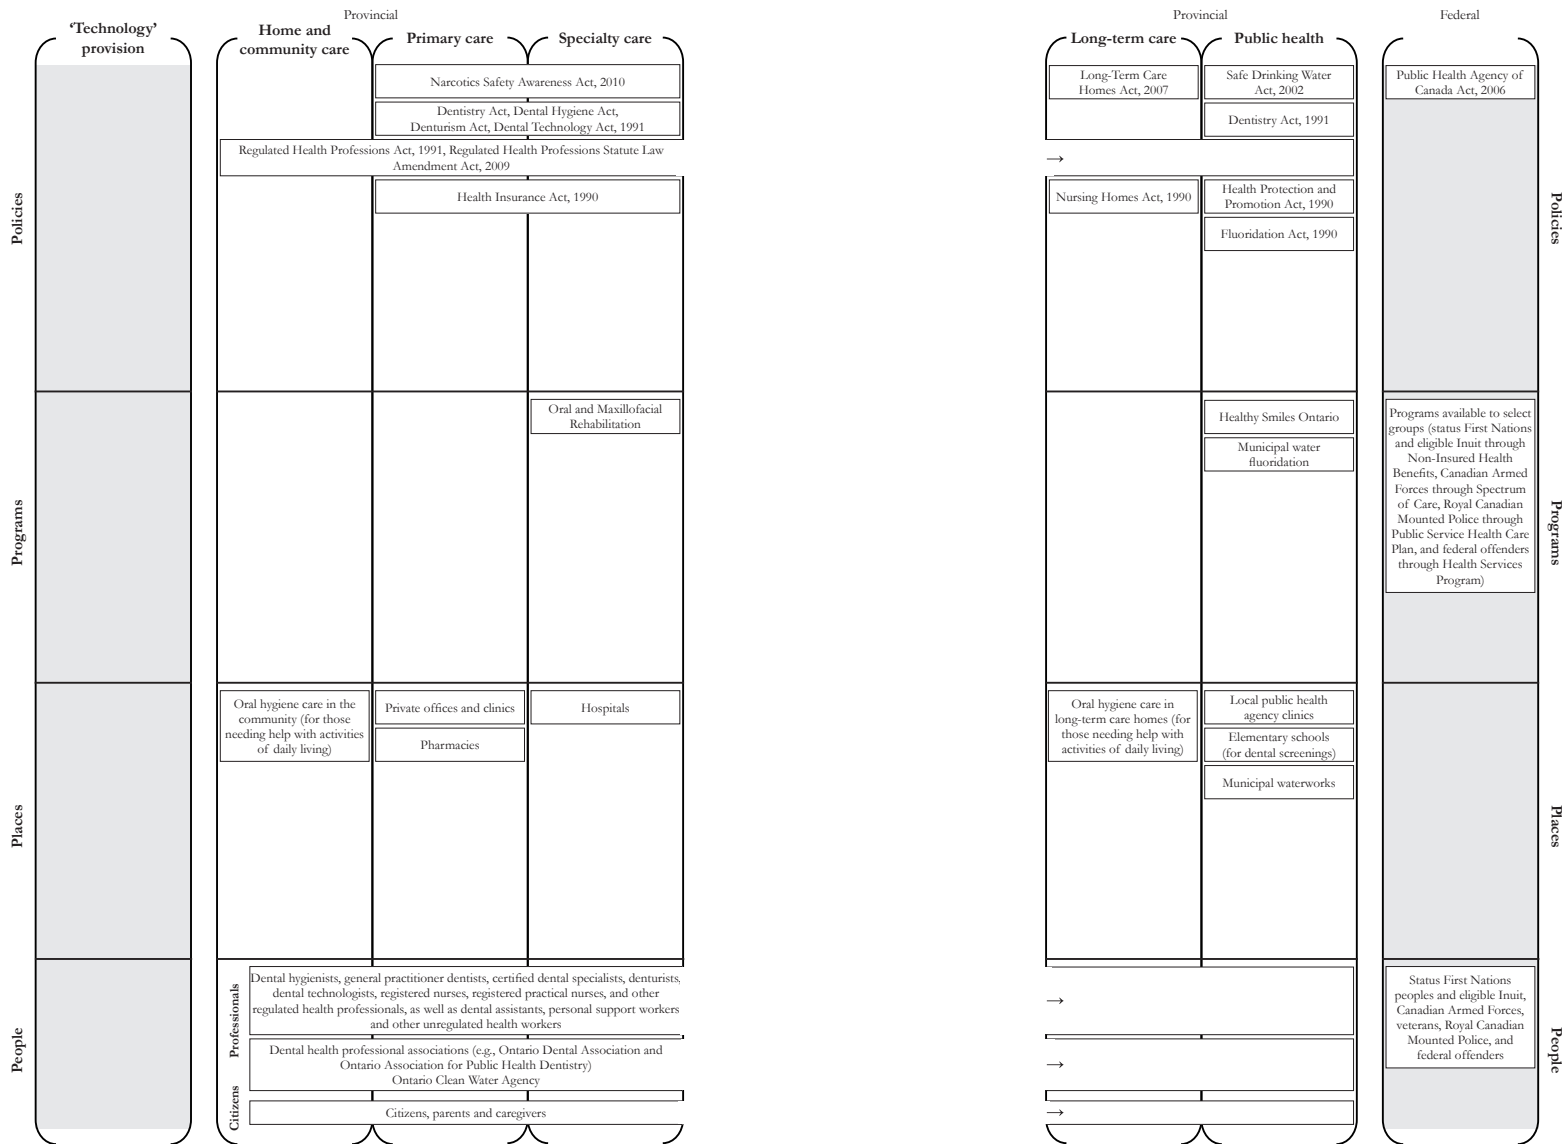 Provincial
Provincial
Federal
‘Technology’
provision
Home and
community care
Primary care
Specialty care
Long-term care
Public health
Policies
Narcotics Safety Awareness Act, 2010
Dentistry Act, Dental Hygiene Act,
Denturism Act, Dental Technology Act, 1991
Regulated Health Professions Act, 1991, Regulated Health Professions Statute Law
Amendment Act, 2009
Health Insurance Act, 1990
Long-Term Care
Homes Act, 2007
Nursing Homes Act, 1990
Safe Drinking Water
Act, 2002
Dentistry Act, 1991
→
Health Protection and
Promotion Act, 1990
Fluoridation Act, 1990
Public Health Agency of
Canada Act, 2006
Policies
Programs
Oral and Maxillofacial
Rehabilitation
Healthy Smiles Ontario
Municipal water
fluoridation
Programs available to select
groups (status First Nations
and eligible Inuit through
Non-Insured Health
Benefits, Canadian Armed
Forces through Spectrum
of Care, Royal Canadian
Mounted Police through
Public Service Health Care
Plan, and federal offenders
through Health Services
Program)
Programs
Places
Oral hygiene care in the
community (for those
needing help with activities
of daily living)
Private offices and clinics
Pharmacies
Hospitals
Oral hygiene care in
long-term care homes (for
those needing help with
activities of daily living)
Local public health
agency clinics
Elementary schools
(for dental screenings)
Municipal waterworks
Places
People
Professionals
Dental hygienists, general practitioner dentists, certified dental specialists, denturists,
dental technologists, registered nurses, registered practical nurses, and other
regulated health professionals, as well as dental assistants, personal support workers
and other unregulated health workers
→
Dental health professional associations (e.g., Ontario Dental Association and
Ontario Association for Public Health Dentistry)
Ontario Clean Water Agency
→
Citizens
Citizens, parents and caregivers
→
Status First Nations
peoples and eligible Inuit,
Canadian Armed Forces,
veterans, Royal Canadian
Mounted Police, and
federal offenders
People